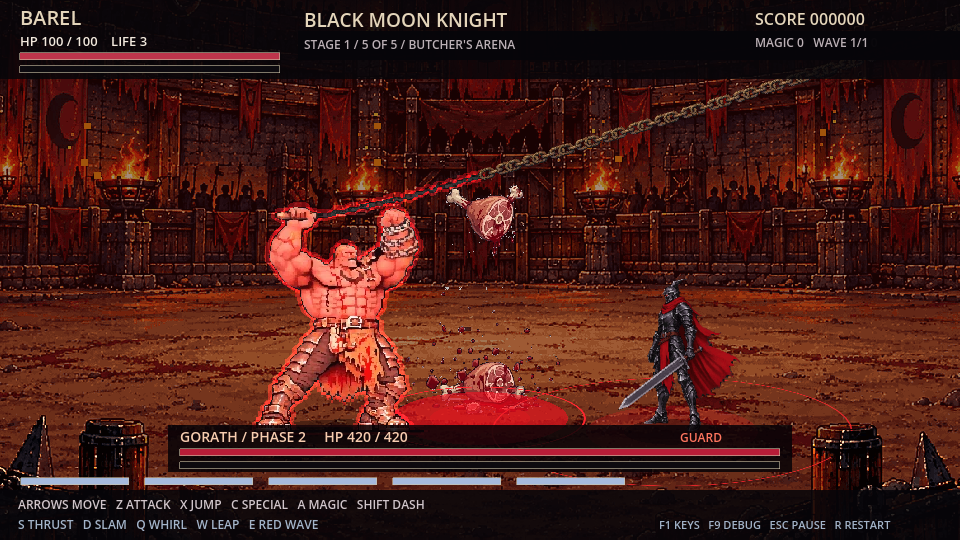 BAREL
HP 100 / 100 LIFE 3
BLACK MOON KNIGHT
STAGE 1 / 5 OF 5 / BUTCHER'S ARENA
SCORE 000000
MAGIC 0 WAVE 1/1
GORATH / PHASE 2 HP 420 / 420 GUARD
ARROWS MOVE Z ATTACK X JUMP C SPECIAL A MAGIC SHIFT DASH
S THRUST D SLAM Q WHIRL W LEAP E RED WAVE
F1 KEYS F9 DEBUG ESC PAUSE R RESTART